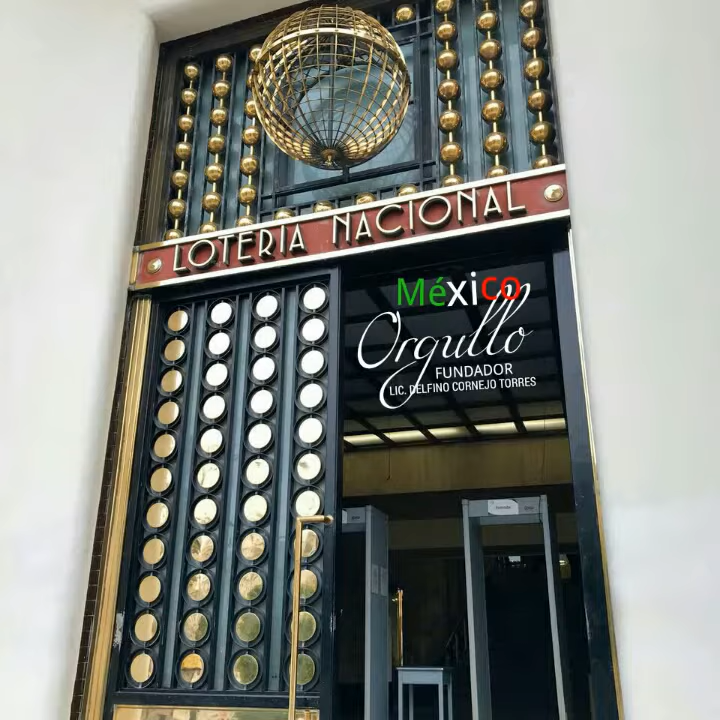 LOTERIA NACIONAL
México
Orgullo
FUNDADOR
LIC. DELFINO CORNEJO TORRES